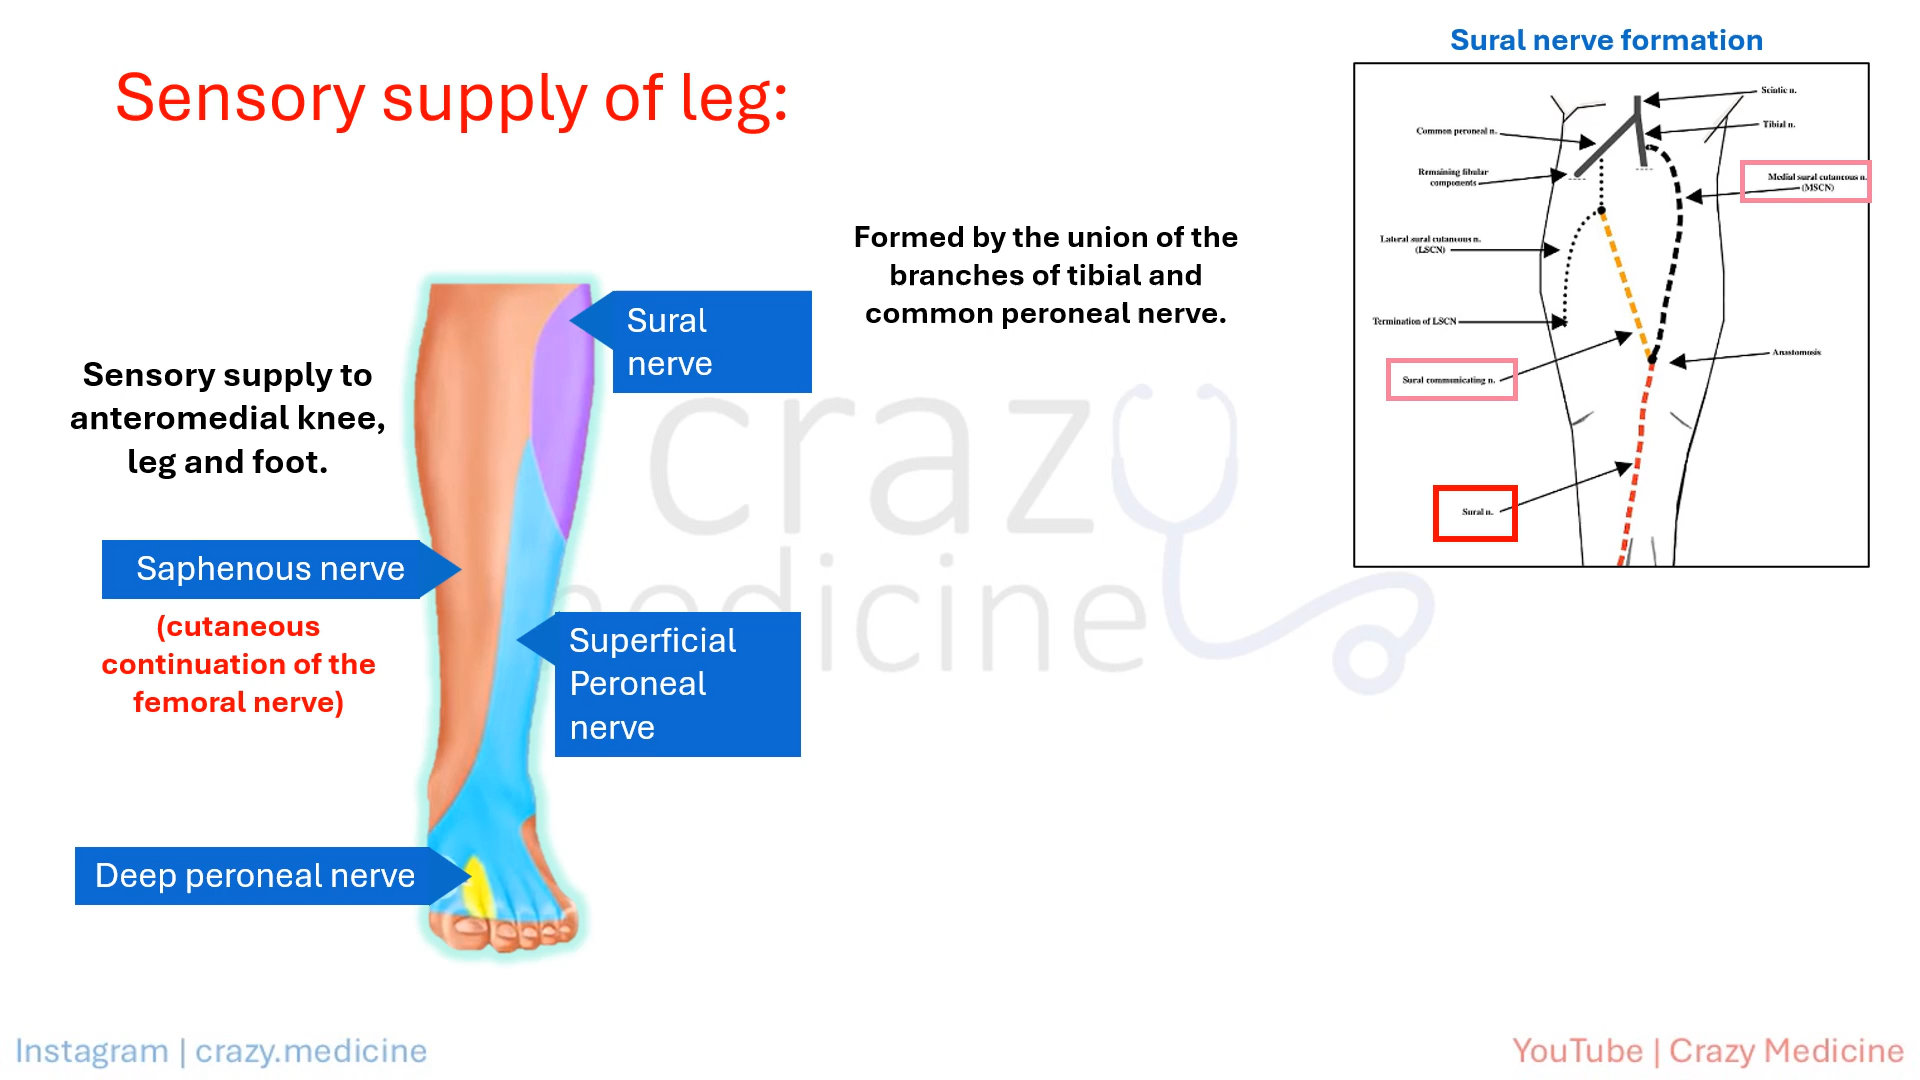 Sural nerve formation
Sensory supply of leg:
Sciatic n.
Common peroneal n.
Tibial n.
Remaining fibular
components
Medial sural cutaneous n.
(MSCN)
Lateral sural cutaneous n.
(LSCN)
Termination of LSCN
Anastomosis
Sural communicating n.
Sural n.
Formed by the union of the
branches of tibial and
common peroneal nerve.
Sural
nerve
Sensory supply to
anteromedial knee,
leg and foot.
Saphenous nerve
(cutaneous
continuation of the
femoral nerve)
Superficial
Peroneal
nerve
Deep peroneal nerve
crazy
medicine
Instagram | crazy.medicine
YouTube | Crazy Medicine